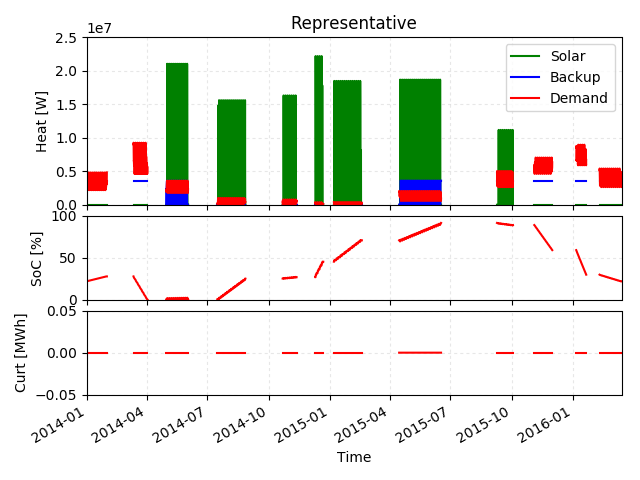 Representative
1e7
2.5
2.0
1.5
1.0
0.5
0.0
Heat [W]
Solar
Backup
Demand
100
50
0
SoC [%]
0.05
0.00
−0.05
Curt [MWh]
2014-01
2014-04
2014-07
2014-10
2015-01
2015-04
2015-07
2015-10
2016-01
Time